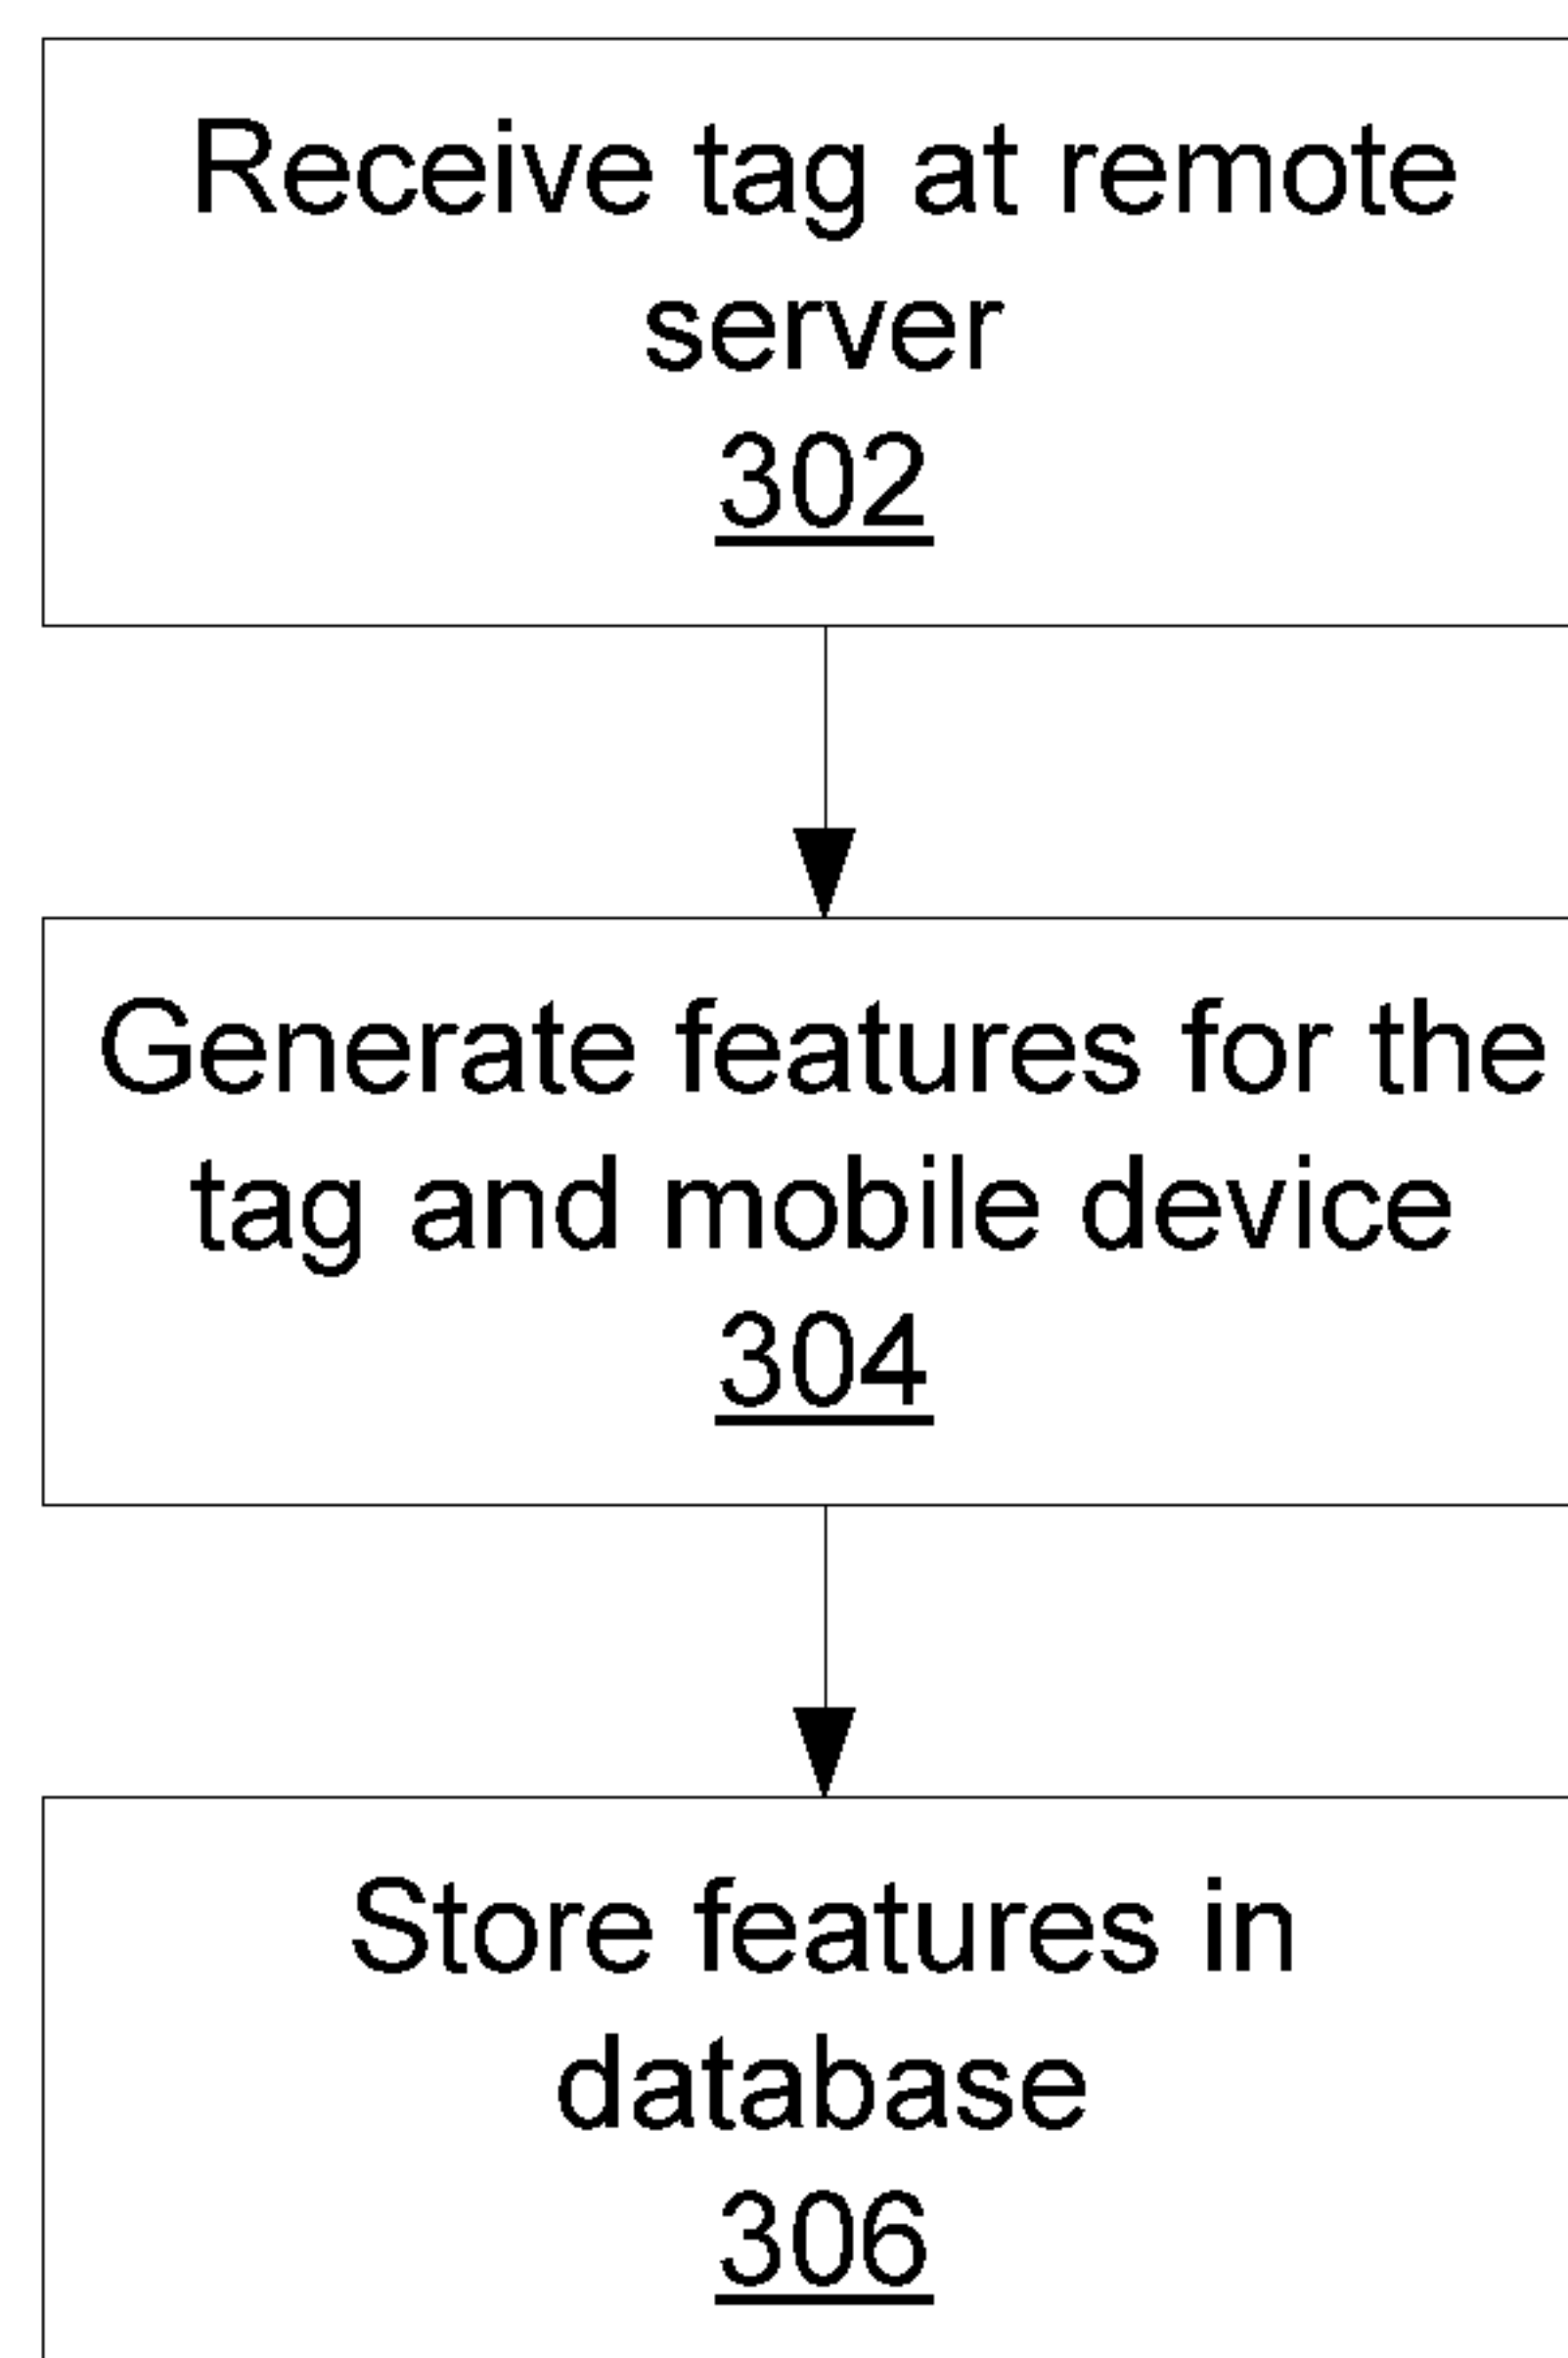 Receive tag at remote
server
302
Generate features for the
tag and mobile device
304
Store features in
database
306